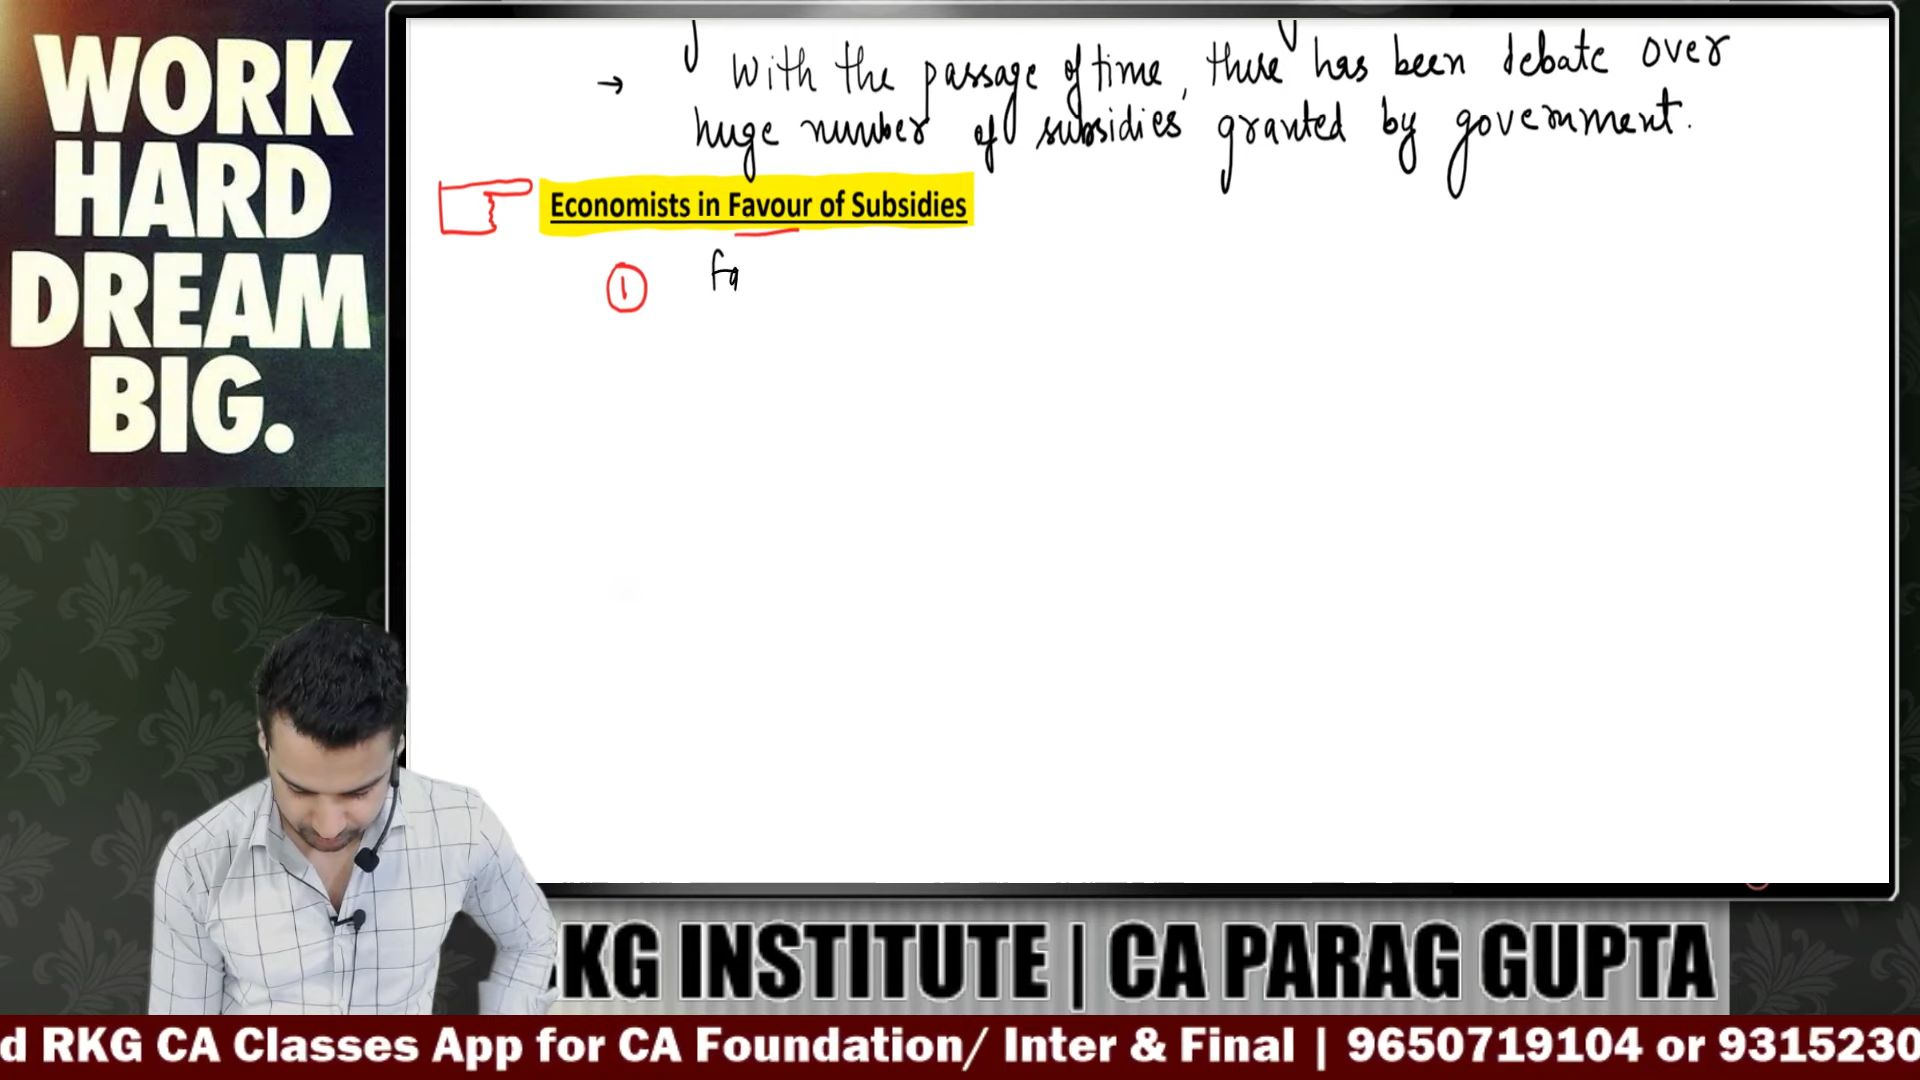 WORK
HARD
DREAM
BIG.
→ With the passage of time, there has been debate over
huge number of subsidies granted by government.
Economists in Favour of Subsidies
① Fa
KG INSTITUTE | CA PARAG GUPTA
d RKG CA Classes App for CA Foundation/ Inter & Final | 9650719104 or 9315230